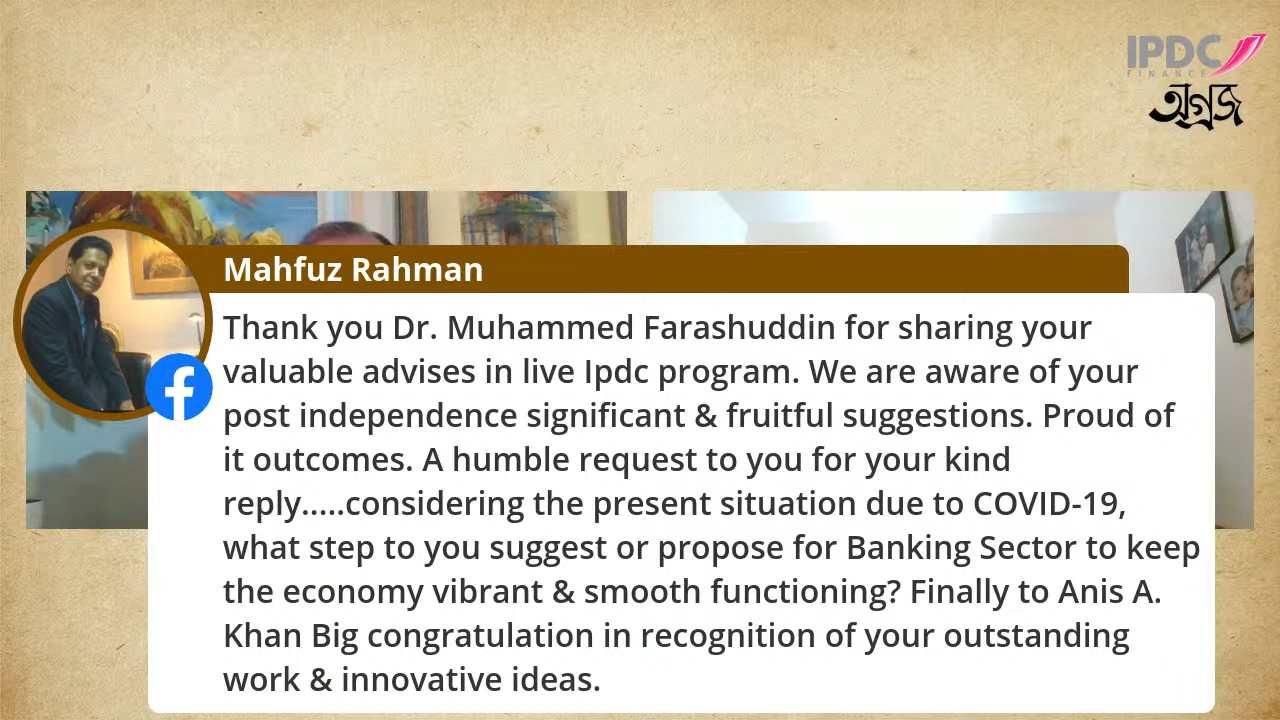 IPDC
FINANCE
অগ্রজ
Mahfuz Rahman
Thank you Dr. Muhammed Farashuddin for sharing your
valuable advises in live Ipdc program. We are aware of your
post independence significant & fruitful suggestions. Proud of
it outcomes. A humble request to you for your kind
reply.....considering the present situation due to COVID-19,
what step to you suggest or propose for Banking Sector to keep
the economy vibrant & smooth functioning? Finally to Anis A.
Khan Big congratulation in recognition of your outstanding
work & innovative ideas.